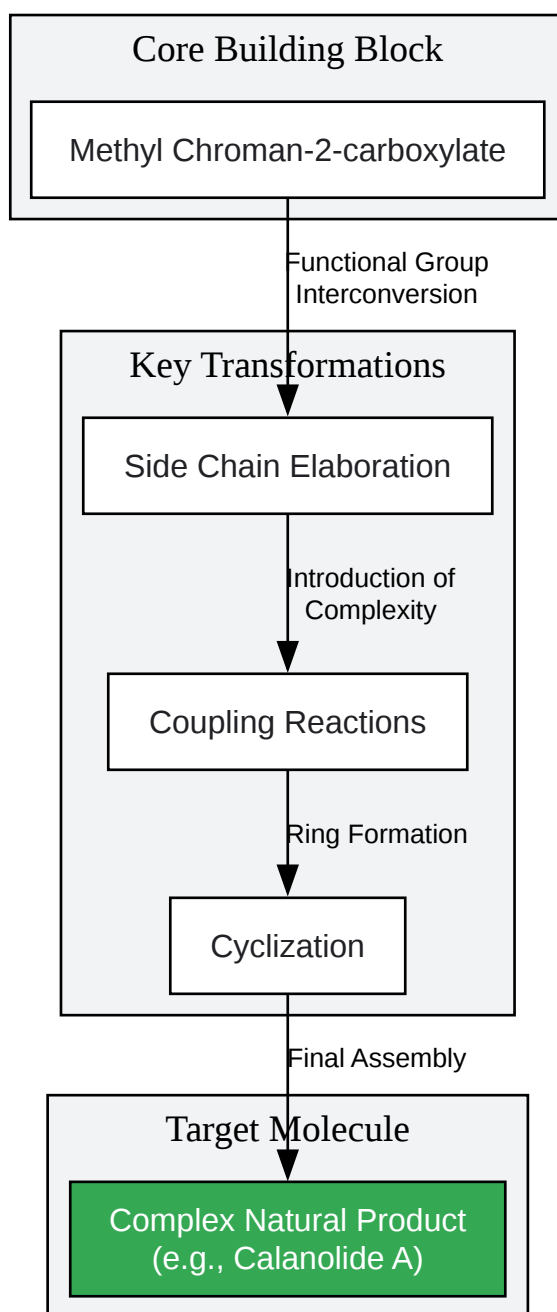 Core Building Block
Methyl Chroman-2-carboxylate
Functional Group
Interconversion
Key Transformations
Side Chain Elaboration
Introduction of
Complexity
Coupling Reactions
Ring Formation
Cyclization
Final Assembly
Target Molecule
Complex Natural Product
(e.g., Calanolide A)